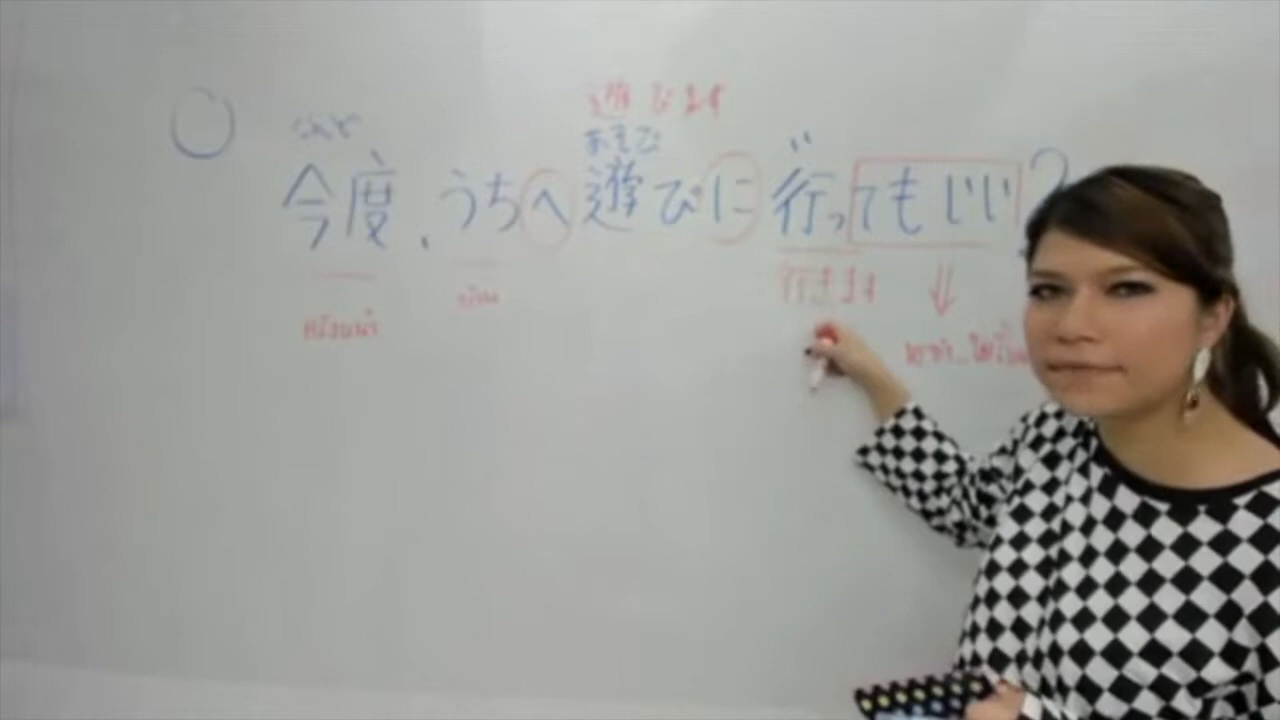 遊びます
こんど あそび い
今度、うちへ遊びに行ってもいい?
行きます
บ้าน
ครั้งหน้า